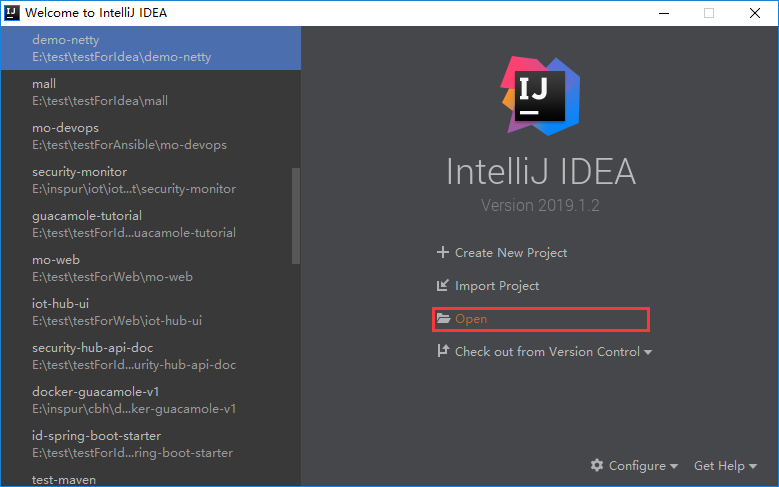 Welcome to IntelliJ IDEA
demo-netty
E:\test\testForIdea\demo-netty
mall
E:\test\testForIdea\mall
mo-devops
E:\test\testForAnsible\mo-devops
security-monitor
E:\inspur\iot\iot...t\security-monitor
guacamole-tutorial
E:\test\testForId...uacamole-tutorial
mo-web
E:\test\testForWeb\mo-web
iot-hub-ui
E:\test\testForWeb\iot-hub-ui
security-hub-api-doc
E:\test\testForId...urity-hub-api-doc
docker-guacamole-v1
E:\inspur\cbh\d...ker-guacamole-v1
id-spring-boot-starter
E:\test\testForId...ring-boot-starter
test-maven
IJ
IntelliJ IDEA
Version 2019.1.2
Create New Project
Import Project
Open
Check out from Version Control
Configure
Get Help